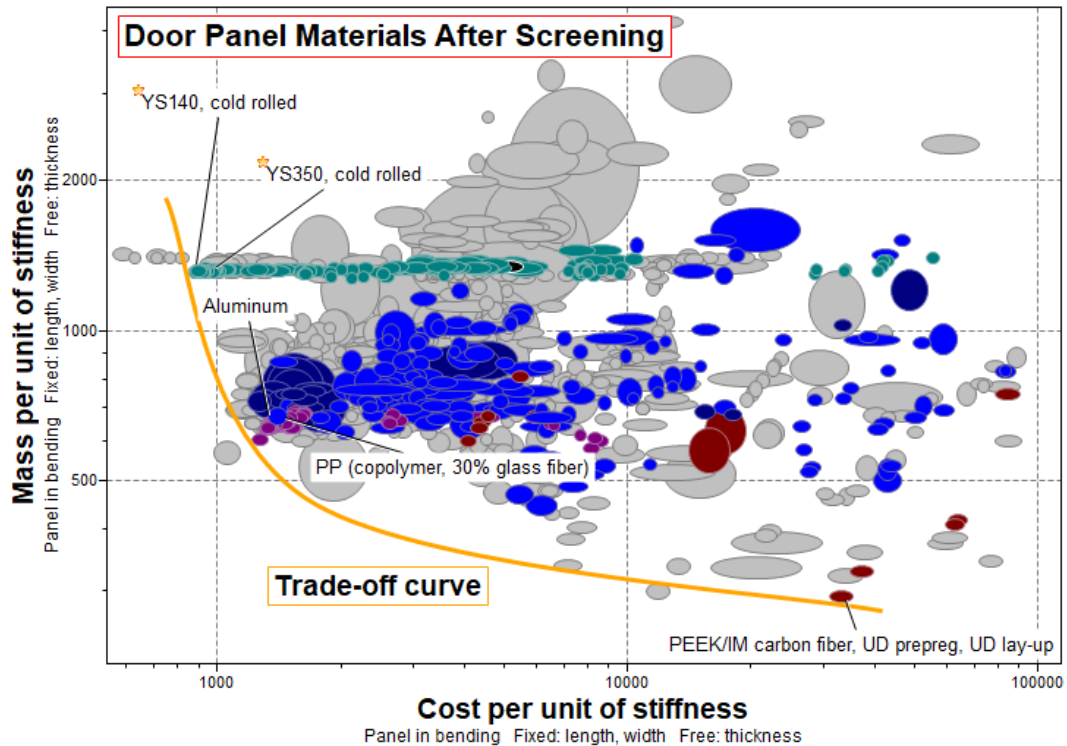 Door Panel Materials After Screening
YS140, cold rolled
YS350, cold rolled
Aluminum
PP (copolymer, 30% glass fiber)
Trade-off curve
PEEK/IM carbon fiber, UD prepreg, UD lay-up
Mass per unit of stiffness
Panel in bending Fixed: length, width Free: thickness
2000
1000
500
1000
10000
100000
Cost per unit of stiffness
Panel in bending Fixed: length, width Free: thickness